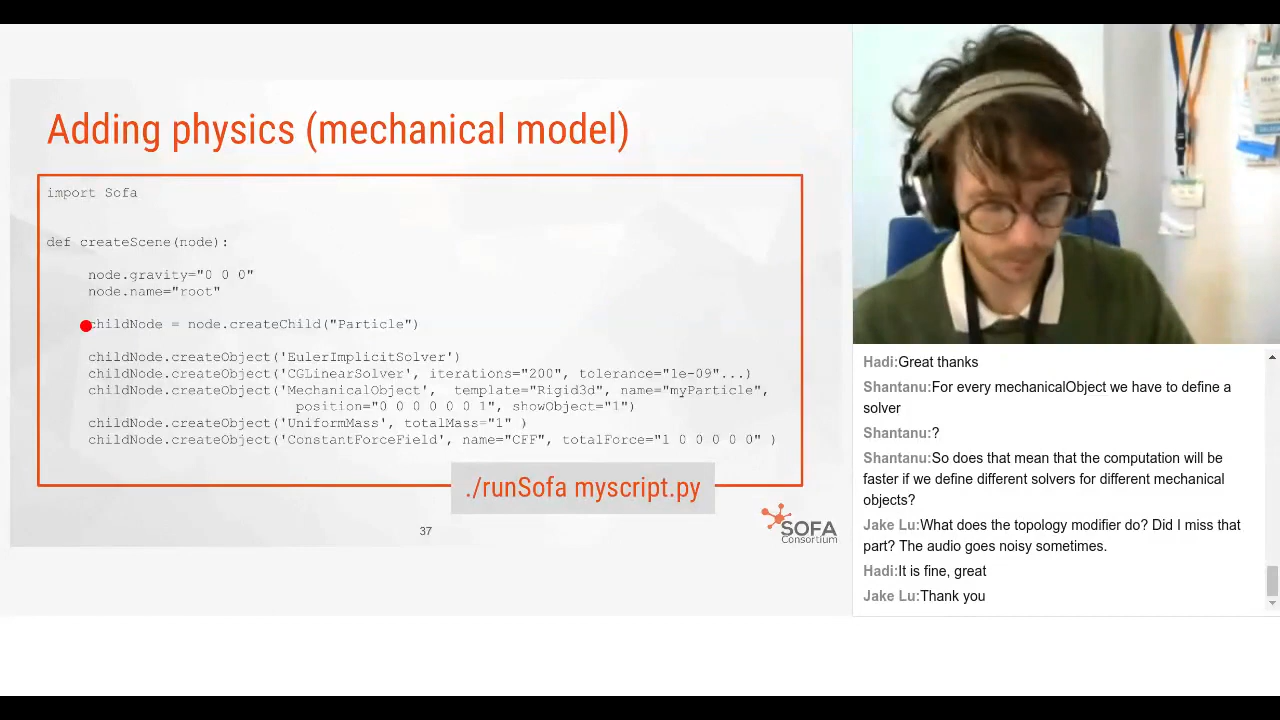 Adding physics (mechanical model)
import Sofa
def createScene(node):
node.gravity="0 0 0"
node.name="root"
childNode = node.createChild("Particle")
childNode.createObject('EulerImplicitSolver')
childNode.createObject('CGLinearSolver', iterations="200", tolerance="1e-09"...)
childNode.createObject('MechanicalObject', template="Rigid3d", name="myParticle",
position="0 0 0 0 0 0 1", showObject="1")
childNode.createObject('UniformMass', totalMass="1" )
childNode.createObject('ConstantForceField', name="CFF", totalForce="1 0 0 0 0 0" )
./runSofa myscript.py
37
SOFA
Consortium
Hadi:Great thanks
Shantanu:For every mechanicalObject we have to define a
solver
Shantanu:?
Shantanu:So does that mean that the computation will be
faster if we define different solvers for different mechanical
objects?
Jake Lu:What does the topology modifier do? Did I miss that
part? The audio goes noisy sometimes.
Hadi:It is fine, great
Jake Lu:Thank you